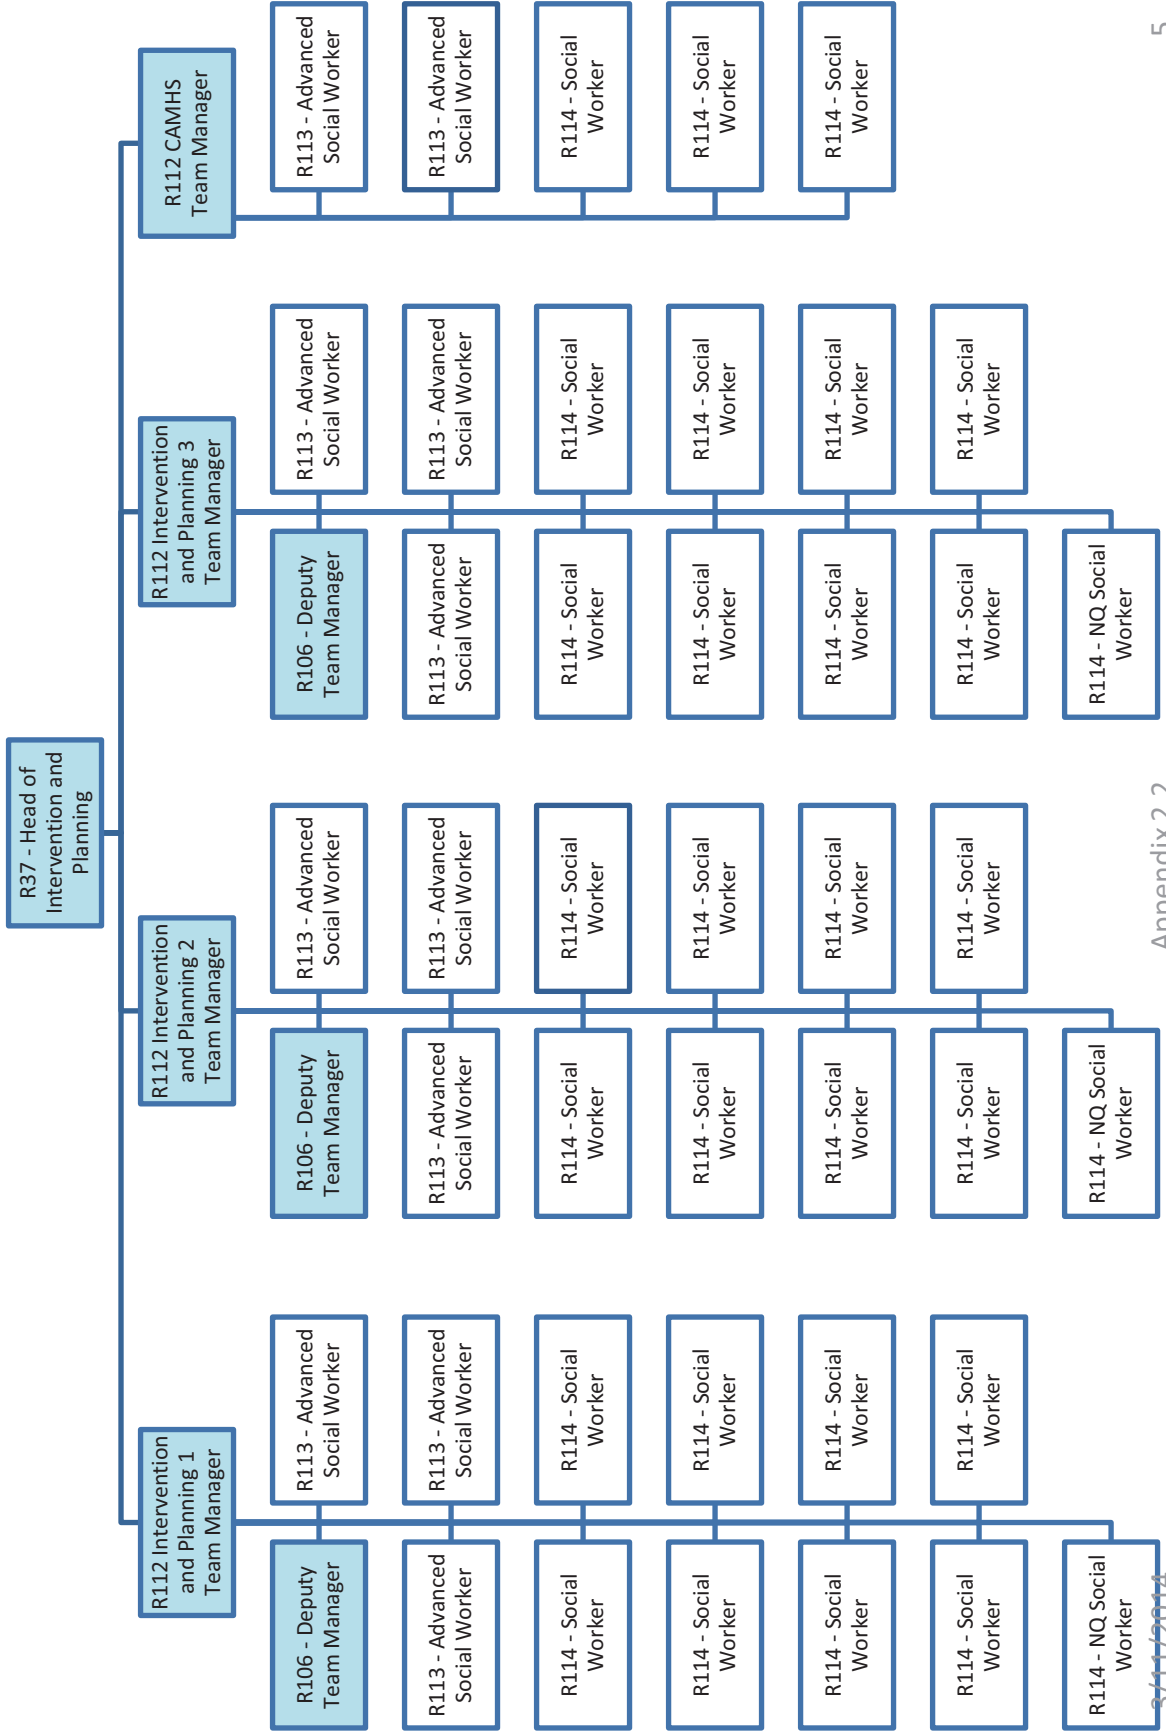 R37 - Head of
Intervention and
Planning
R112 Intervention
and Planning 1
Team Manager
R106 - Deputy
Team Manager
R113 - Advanced
Social Worker
R113 - Advanced
Social Worker
R113 - Advanced
Social Worker
R114 - Social
Worker
R114 - Social
Worker
R114 - Social
Worker
R114 - Social
Worker
R114 - Social
Worker
R114 - Social
Worker
R114 - Social
Worker
R114 - Social
Worker
R114 - NQ Social
Worker
R112 Intervention
and Planning 2
Team Manager
R106 - Deputy
Team Manager
R113 - Advanced
Social Worker
R113 - Advanced
Social Worker
R113 - Advanced
Social Worker
R114 - Social
Worker
R114 - Social
Worker
R114 - Social
Worker
R114 - Social
Worker
R114 - Social
Worker
R114 - Social
Worker
R114 - Social
Worker
R114 - Social
Worker
R114 - NQ Social
Worker
R112 Intervention
and Planning 3
Team Manager
R106 - Deputy
Team Manager
R113 - Advanced
Social Worker
R113 - Advanced
Social Worker
R113 - Advanced
Social Worker
R114 - Social
Worker
R114 - Social
Worker
R114 - Social
Worker
R114 - Social
Worker
R114 - Social
Worker
R114 - Social
Worker
R114 - Social
Worker
R114 - Social
Worker
R114 - NQ Social
Worker
R112 CAMHS
Team Manager
R113 - Advanced
Social Worker
R113 - Advanced
Social Worker
R114 - Social
Worker
R114 - Social
Worker
R114 - Social
Worker
3/11/2014
Appendix 2.2
5